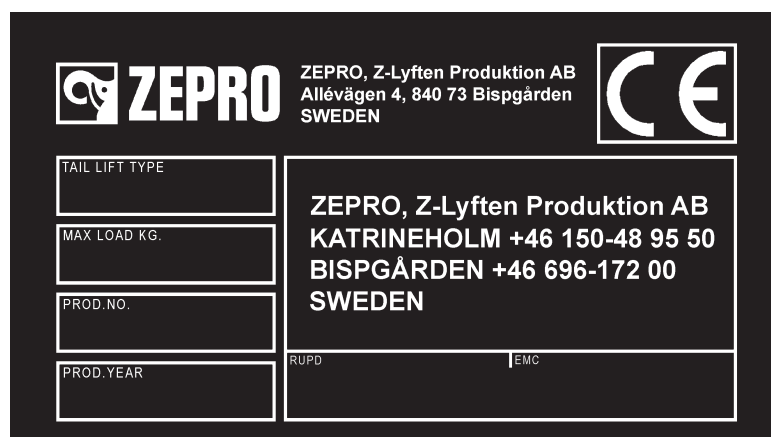 ZEPRO
ZEPRO, Z-Lyften Produktion AB
Allévägen 4, 840 73 Bispgården
SWEDEN
CE
TAIL LIFT TYPE
MAX LOAD KG.
PROD.NO.
PROD.YEAR
ZEPRO, Z-Lyften Produktion AB
KATRINEHOLM +46 150-48 95 50
BISPGÅRDEN +46 696-172 00
SWEDEN
RUPD
EMC